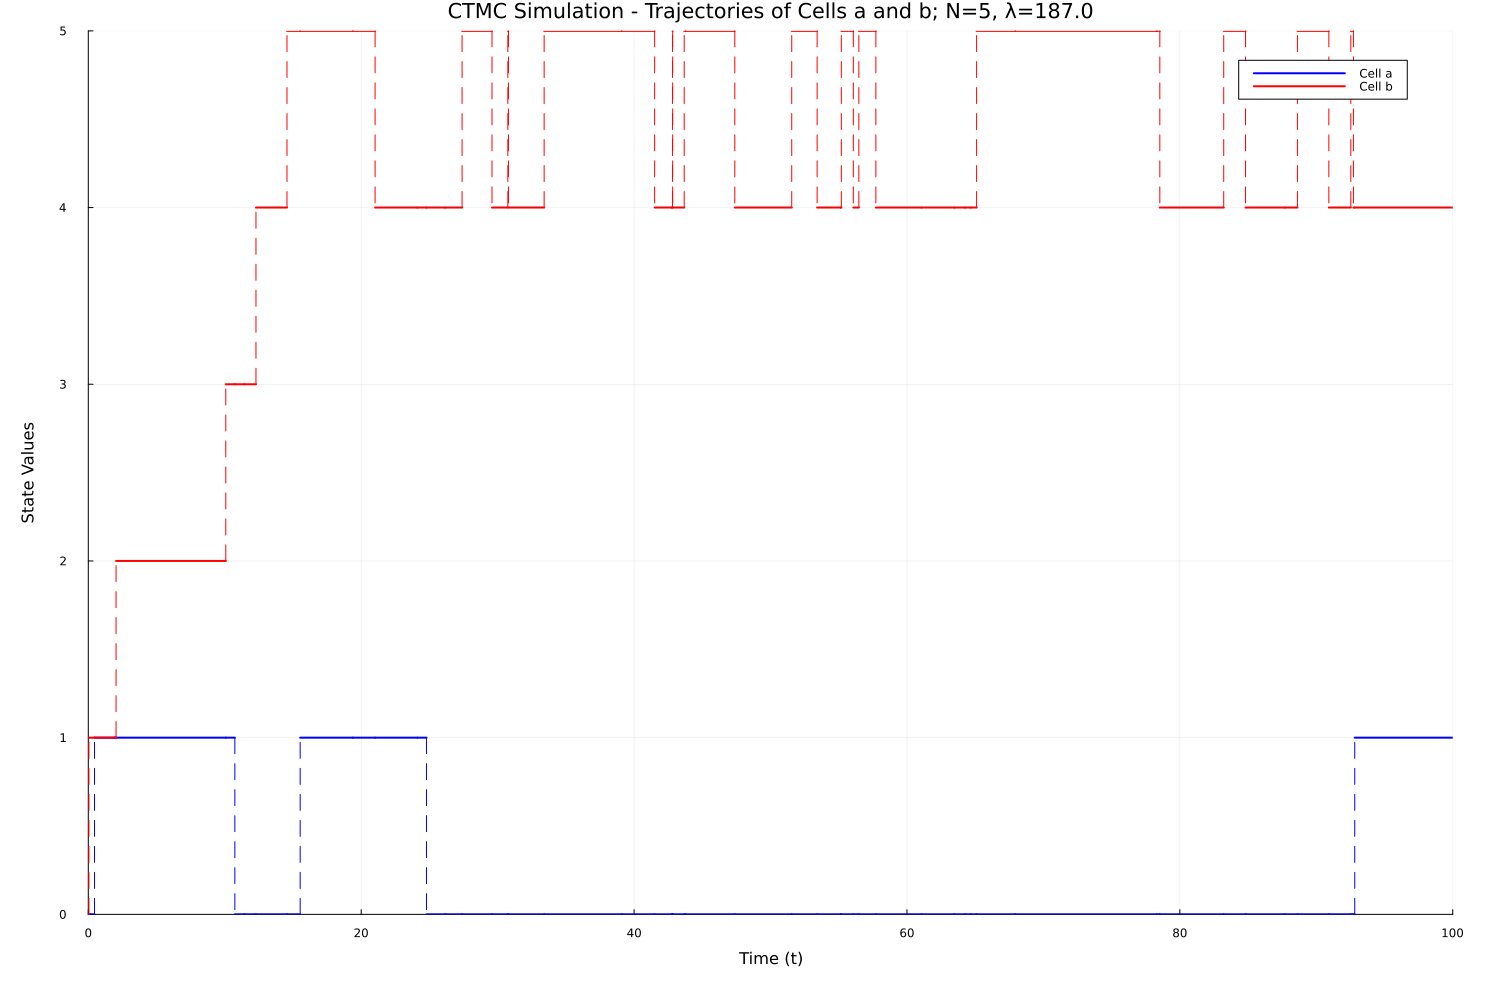 CTMC Simulation - Trajectories of Cells a and b; N=5, λ=187.0
5
Cell a
Cell b
4
State Values
3
2
1
0
0 20 40 60 80 100
Time (t)